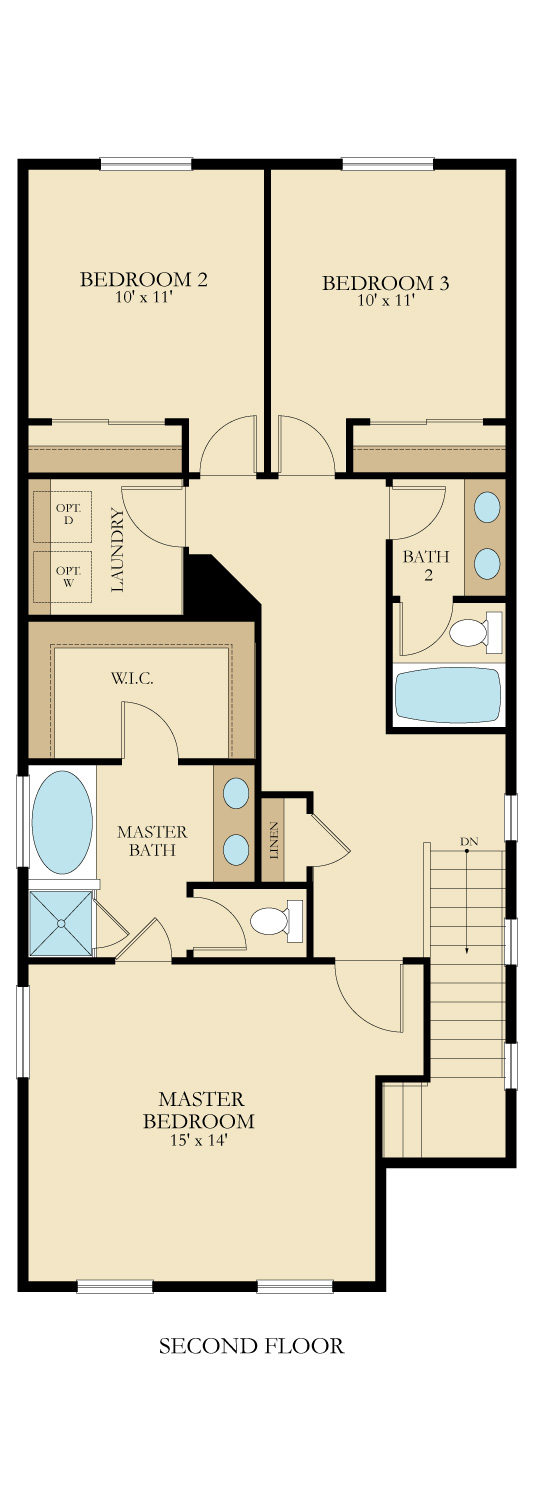 BEDROOM 2
10' x 11'
BEDROOM 3
10' x 11'
OPT.
D
OPT.
W
LAUNDRY
BATH
2
W.I.C.
MASTER
BATH
LINEN
DN
MASTER
BEDROOM
15' x 14'
SECOND FLOOR